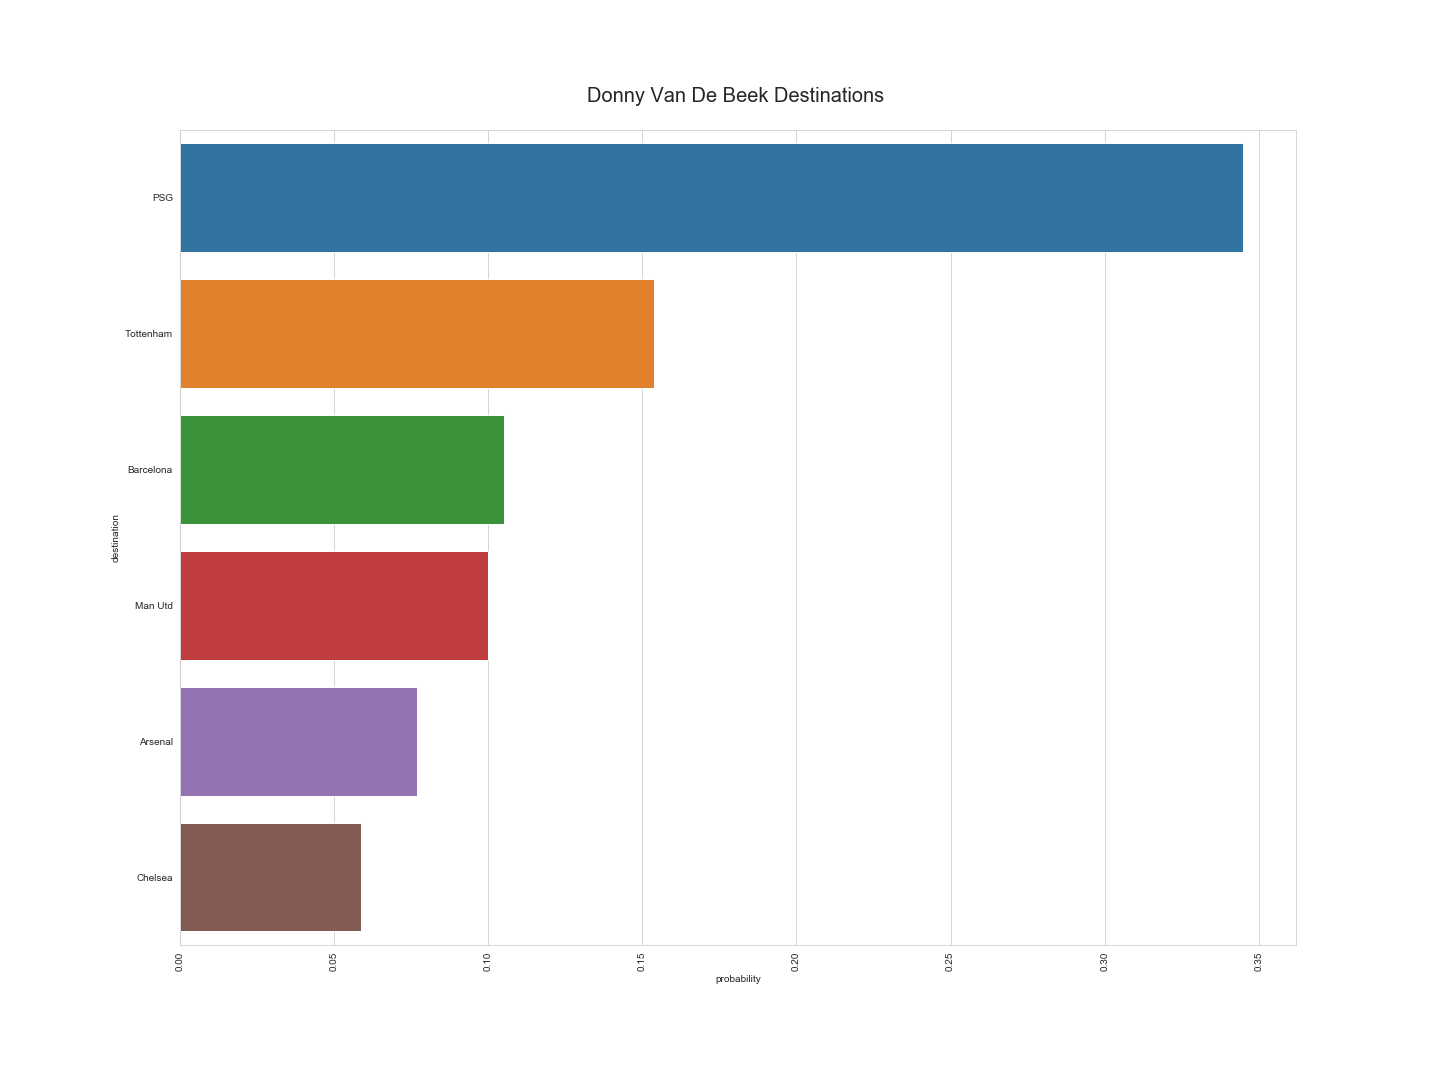 Donny Van De Beek Destinations
PSG
Tottenham
Barcelona
destination
Man Utd
Arsenal
Chelsea
0.00
0.05
0.10
0.15
0.20
0.25
0.30
0.35
probability